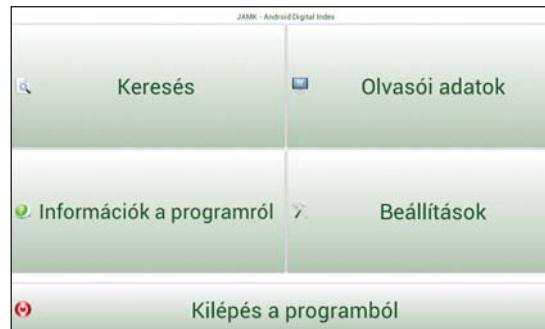 JAMK - Android Digital Index
Keresés
Olvasói adatok
Információk a programról
Beállítások
Kilépés a programból